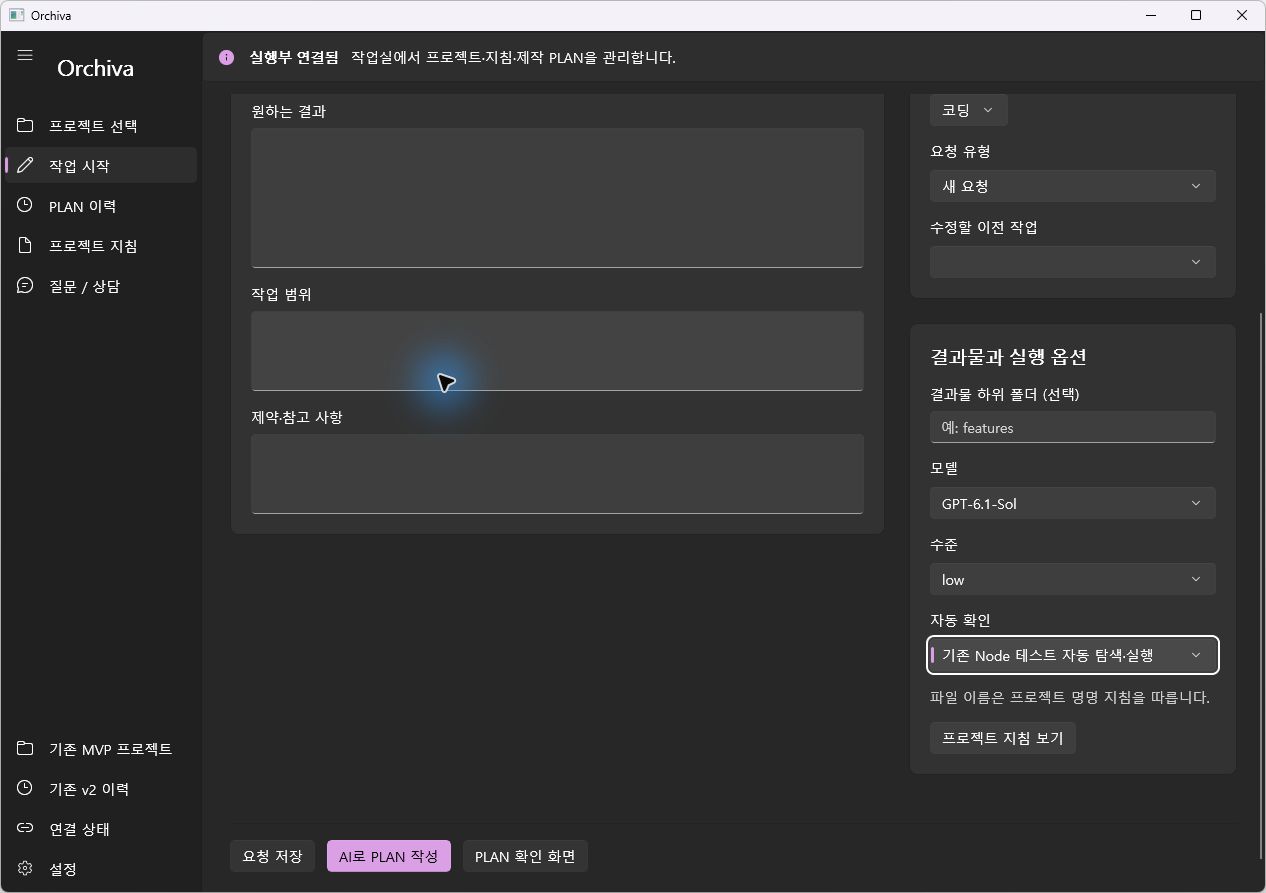 Orchiva
Orchiva
프로젝트 선택
작업 시작
PLAN 이력
프로젝트 지침
질문 / 상담
기존 MVP 프로젝트
기존 v2 이력
연결 상태
설정
실행부 연결됨 작업실에서 프로젝트·지침·제작 PLAN을 관리합니다.
원하는 결과
작업 범위
제약·참고 사항
코딩
요청 유형
새 요청
수정할 이전 작업
결과물과 실행 옵션
결과물 하위 폴더 (선택)
예: features
모델
GPT-6.1-Sol
수준
low
자동 확인
기존 Node 테스트 자동 탐색·실행
파일 이름은 프로젝트 명명 지침을 따릅니다.
프로젝트 지침 보기
요청 저장
AI로 PLAN 작성
PLAN 확인 화면